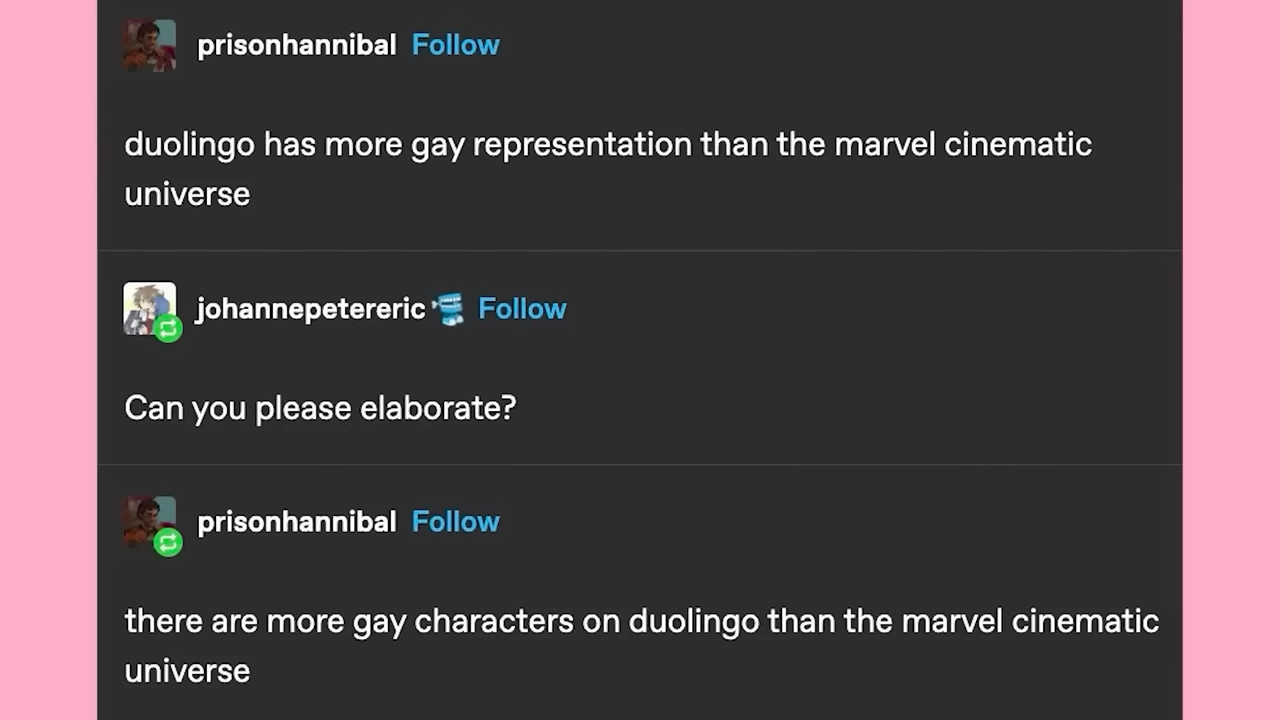 prisonhannibal Follow
duolingo has more gay representation than the marvel cinematic
universe
johannepetereric Follow
Can you please elaborate?
prisonhannibal Follow
there are more gay characters on duolingo than the marvel cinematic
universe